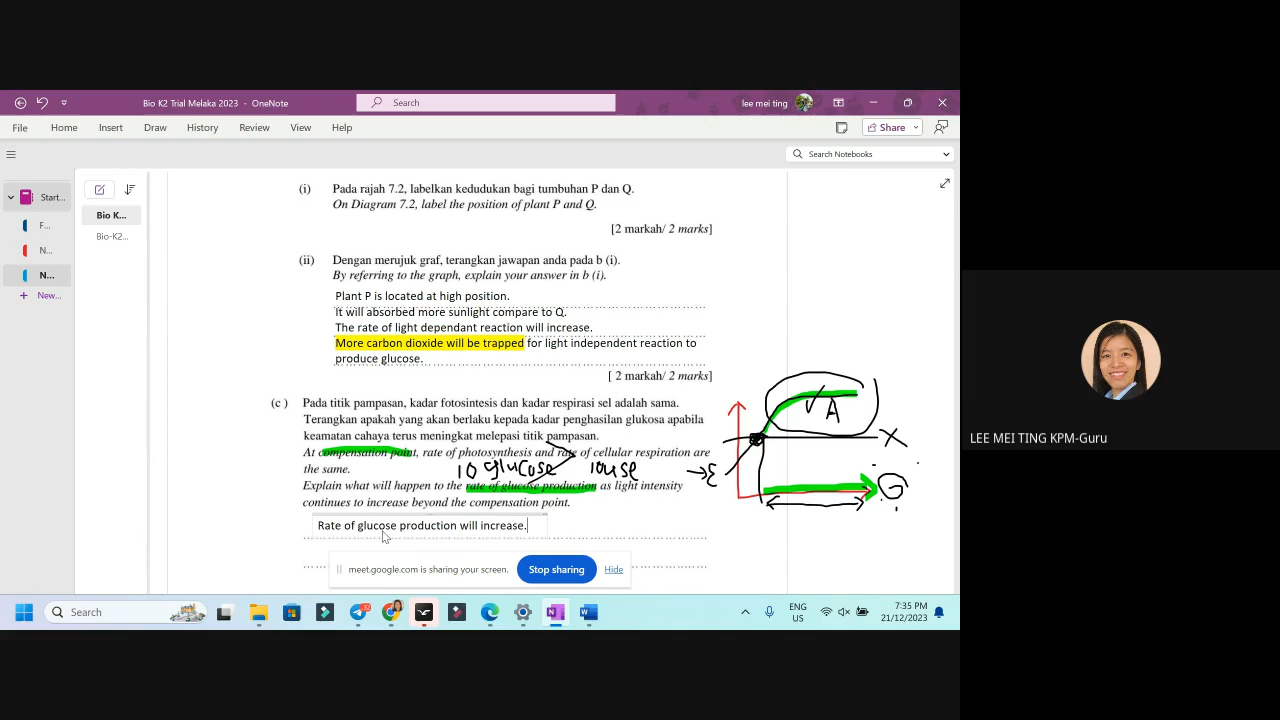 Bio K2 Trial Melaka 2023 - OneNote
Search
lee mei ting
File Home Insert Draw History Review View Help
Share
Search Notebooks
Start...
Bio K...
F...
Bio-K2...
N...
N...
+ New...
(i) Pada rajah 7.2, labelkan kedudukan bagi tumbuhan P dan Q.
On Diagram 7.2, label the position of plant P and Q.
[2 markah/ 2 marks]
(ii) Dengan merujuk graf, terangkan jawapan anda pada b (i).
By referring to the graph, explain your answer in b (i).
Plant P is located at high position.
It will absorbed more sunlight compare to Q.
The rate of light dependant reaction will increase.
More carbon dioxide will be trapped for light independent reaction to
produce glucose.
[ 2 markah/ 2 marks]
(c ) Pada titik pampasan, kadar fotosintesis dan kadar respirasi sel adalah sama.
Terangkan apakah yang akan berlaku kepada kadar penghasilan glukosa apabila
keamatan cahaya terus meningkat melepasi titik pampasan.
At compensation point, rate of photosynthesis and rate of cellular respiration are
the same.
10 glucose 10 use
Explain what will happen to the rate of glucose production as light intensity
continues to increase beyond the compensation point.
A
X
E
G
Rate of glucose production will increase.
meet.google.com is sharing your screen.
Stop sharing
Hide
LEE MEI TING KPM-Guru
Search
ENG
US
7:35 PM
21/12/2023